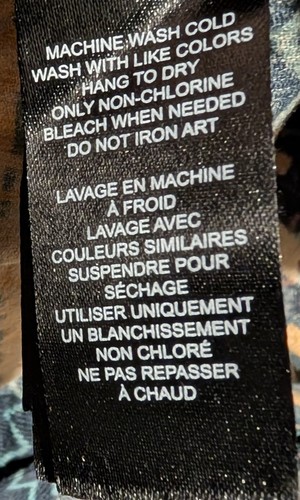 MACHINE WASH COLD
WASH WITH LIKE COLORS
HANG TO DRY
ONLY NON-CHLORINE
BLEACH WHEN NEEDED
DO NOT IRON ART
LAVAGE EN MACHINE
À FROID
LAVAGE AVEC
COULEURS SIMILAIRES
SUSPENDRE POUR
SÉCHAGE
UTILISER UNIQUEMENT
UN BLANCHISSEMENT
NON CHLORÉ
NE PAS REPASSER
À CHAUD